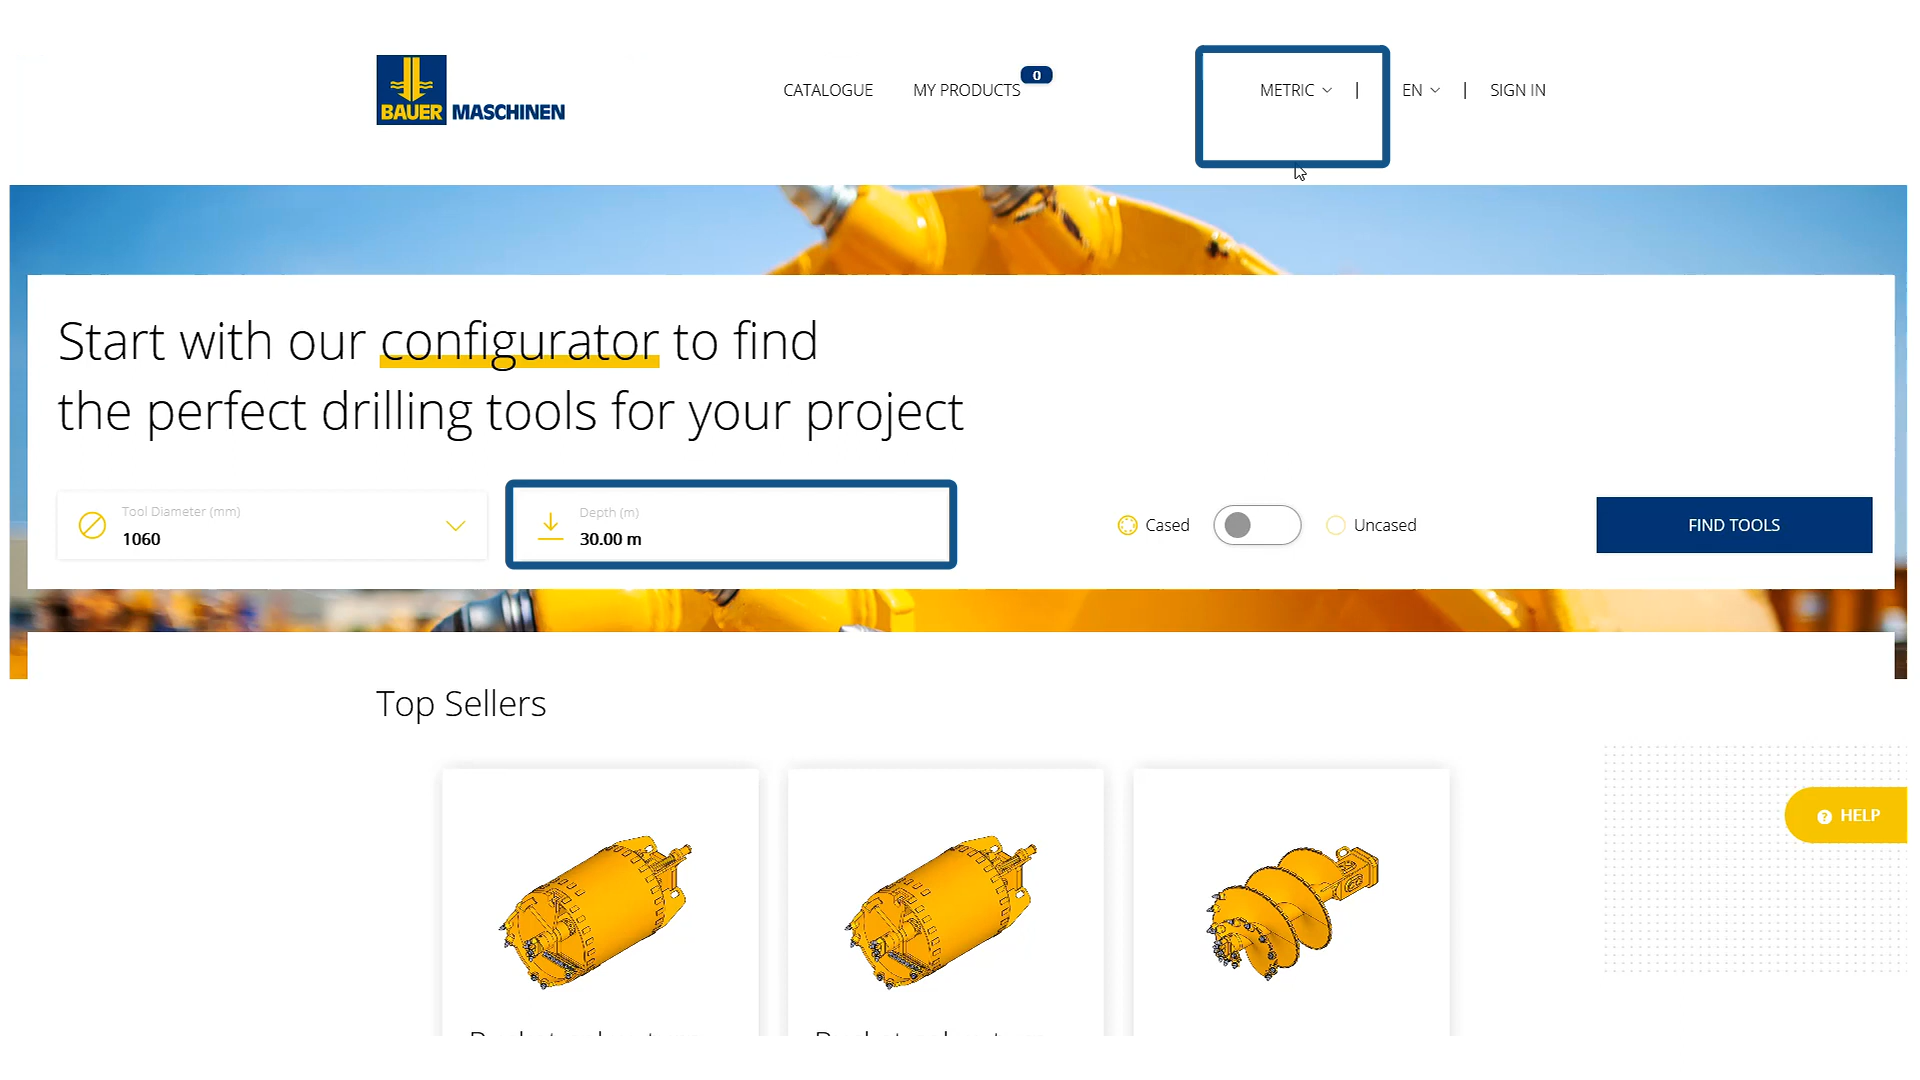 BAUER MASCHINEN
CATALOGUE MY PRODUCTS 0 METRIC | EN | SIGN IN
Start with our configurator to find
the perfect drilling tools for your project
Tool Diameter (mm)
1060
Depth (m)
30.00 m
Cased
Uncased
FIND TOOLS
Top Sellers
HELP